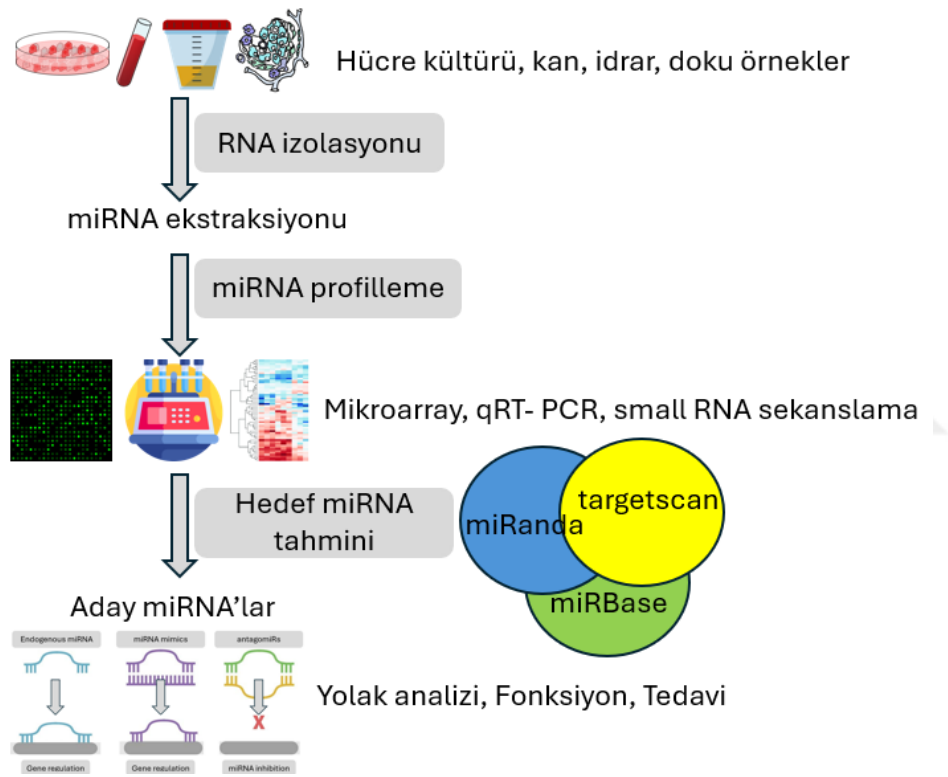 Hücre kültürü, kan, idrar, doku örnekler
RNA izolasyonu
miRNA ekstraksiyonu
miRNA profilleme
Mikroarray, qRT- PCR, small RNA sekanslama
Hedef miRNA
tahmini
miRanda
targetscan
miRBase
Aday miRNA’lar
Endogenous miRNA
miRNA mimics
antagomiRs
X
Yolak analizi, Fonksiyon, Tedavi
Gene regulation
Gene regulation
miRNA inhibition